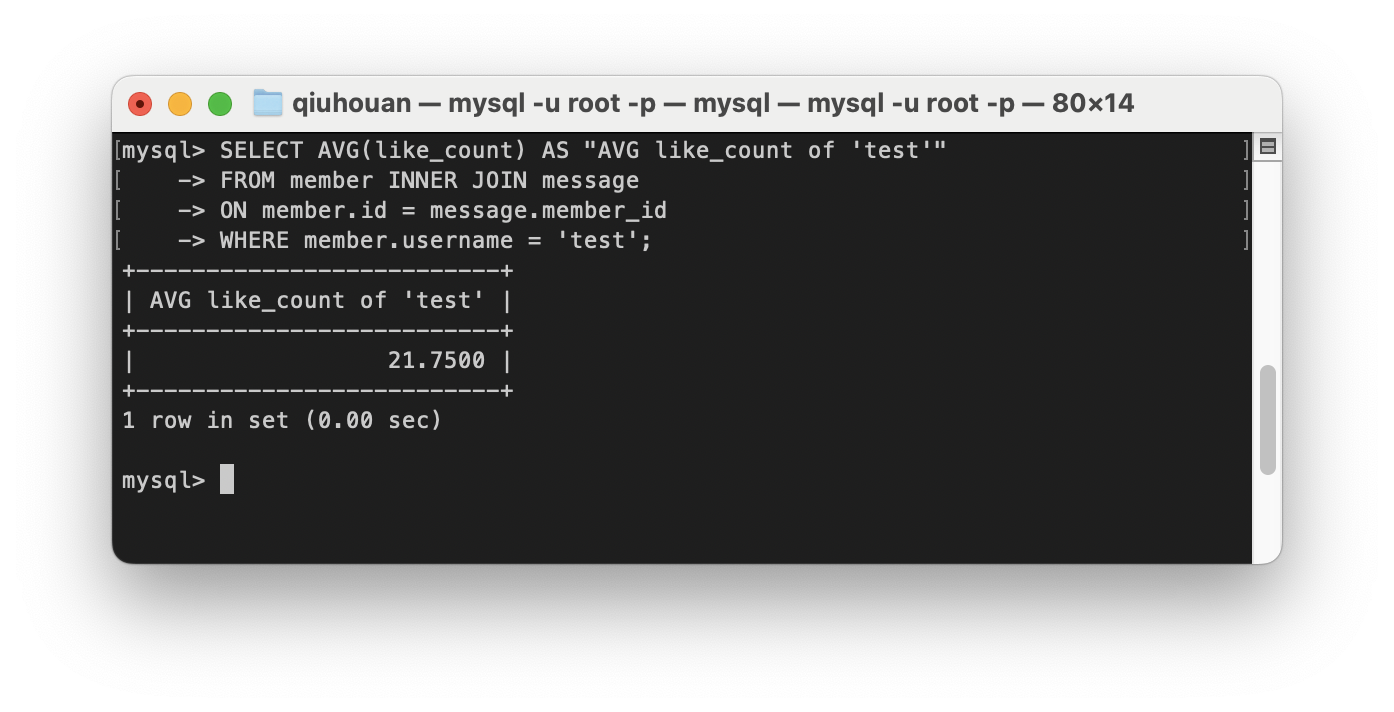 qiuhouan — mysql -u root -p — mysql — mysql -u root -p — 80×14
[mysql> SELECT AVG(like_count) AS "AVG like_count of 'test'" ]
[    -> FROM member INNER JOIN message ]
[    -> ON member.id = message.member_id ]
[    -> WHERE member.username = 'test'; ]
+--------------------------+
| AVG like_count of 'test' |
+--------------------------+
|                  21.7500 |
+--------------------------+
1 row in set (0.00 sec)
mysql>